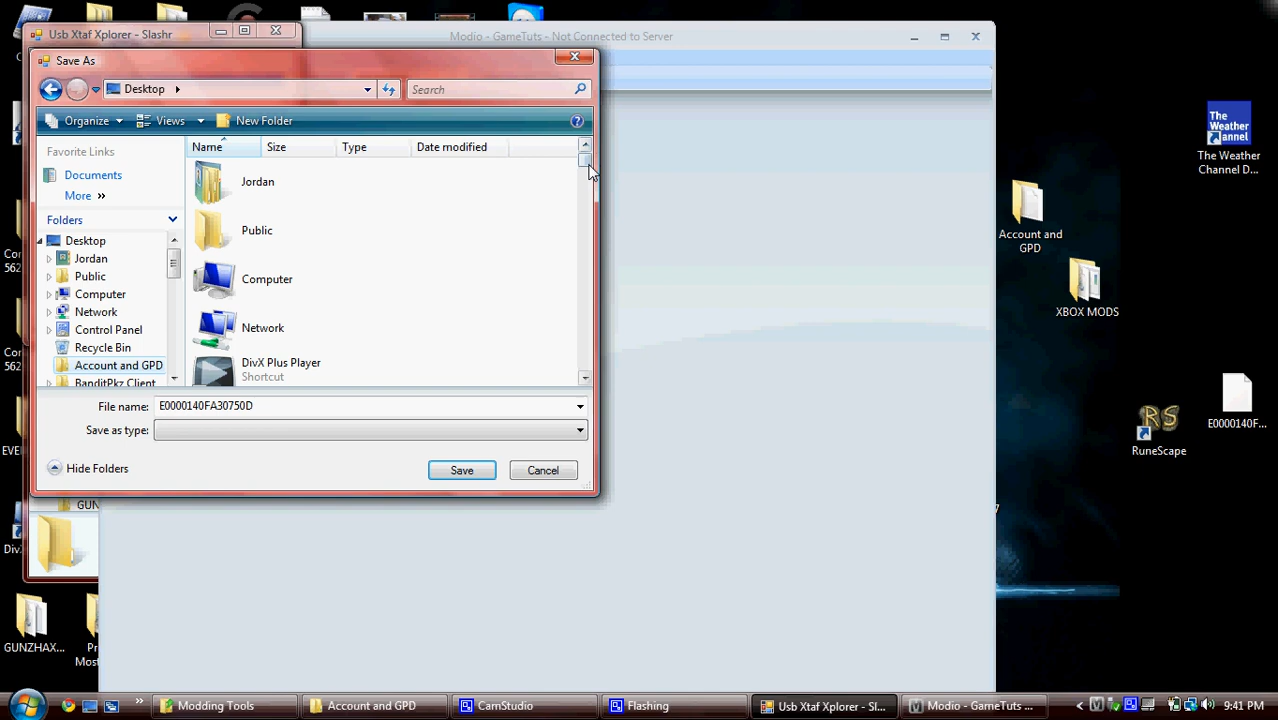 Usb Xtaf Xplorer - Slashr
Modio - GameTuts - Not Connected to Server
Save As
Desktop
Search
Organize
Views
New Folder
Favorite Links
Documents
More »
Folders
Desktop
Jordan
Public
Computer
Network
Control Panel
Recycle Bin
Account and GPD
BanditPkz Client
Name
Size
Type
Date modified
Jordan
Public
Computer
Network
DivX Plus Player
Shortcut
File name:
E0000140FA30750D
Save as type:
Hide Folders
Save
Cancel
The Weather Channel
The Weather
Channel D...
Account and
GPD
XBOX MODS
E0000140F...
RS
RuneScape
GUNZHAX...
Modding Tools
Account and GPD
CamStudio
Flashing
Usb Xtaf Xplorer - Sl...
Modio - GameTuts ...
9:41 PM